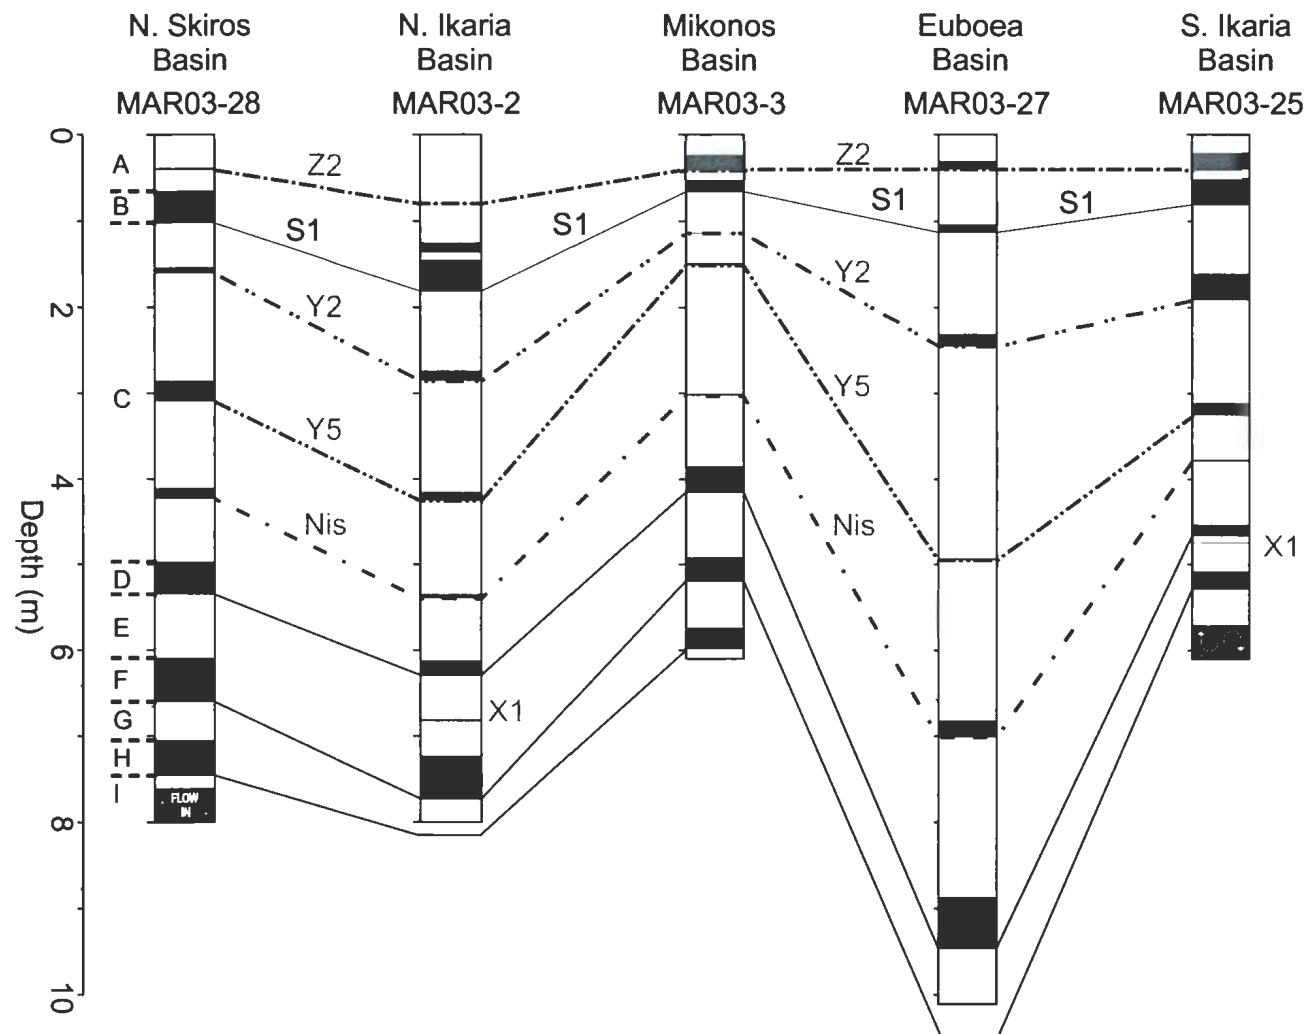 N. Skiros
Basin
MAR03-28
N. Ikaria
Basin
MAR03-2
Mikonos
Basin
MAR03-3
Euboea
Basin
MAR03-27
S. Ikaria
Basin
MAR03-25
0
2
4
6
8
10
Depth (m)
A
B
C
D
E
F
G
H
I
Z2
S1
Y2
Y5
Nis
X1
S1
Z2
S1
Y2
Y5
Nis
S1
X1
FLOW
IN